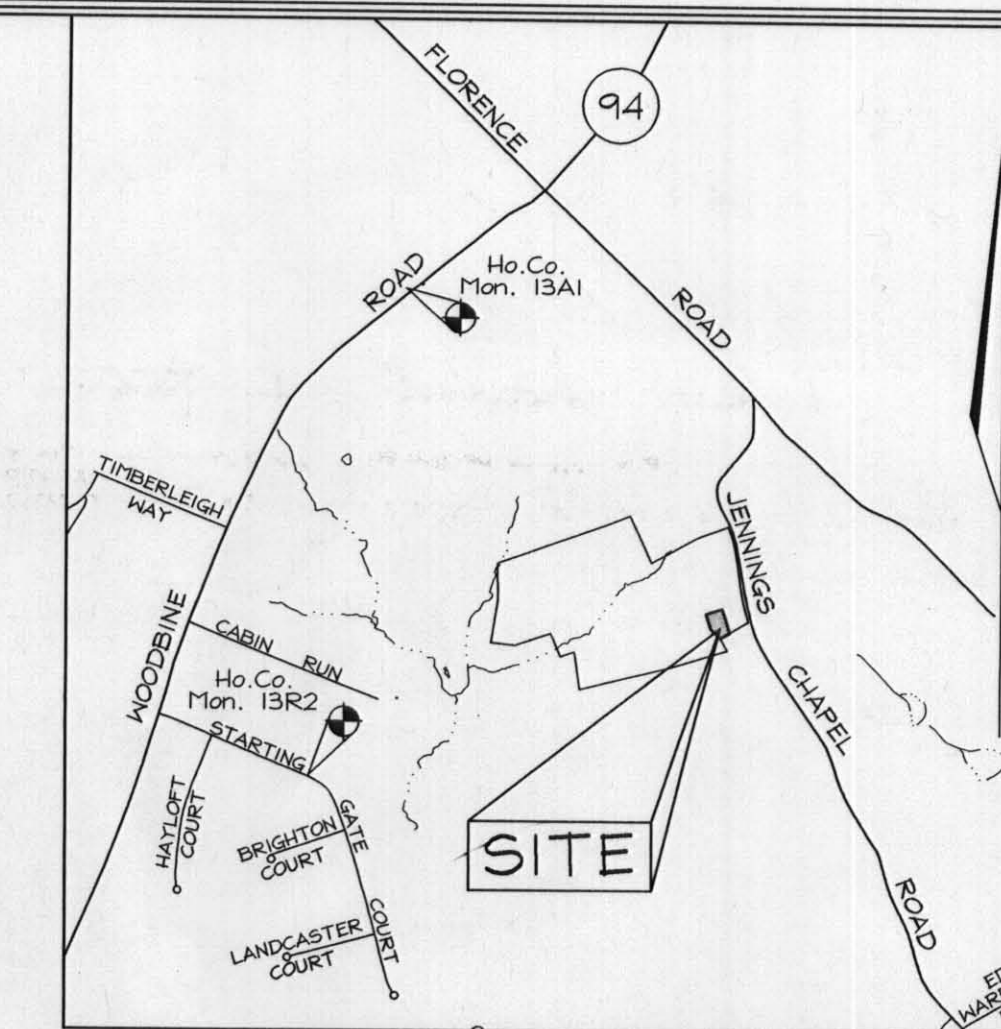 FLORENCE
94
ROAD
Ho.Co.
Mon. 13A1
ROAD
TIMBERLEIGH
WAY
JENNINGS
WOODBINE
CABIN RUN
Ho.Co.
Mon. 13R2
STARTING
CHAPEL
HAYLOFT
COURT
GATE
BRIGHTON
COURT
SITE
COURT
LANDCASTER
COURT
ROAD